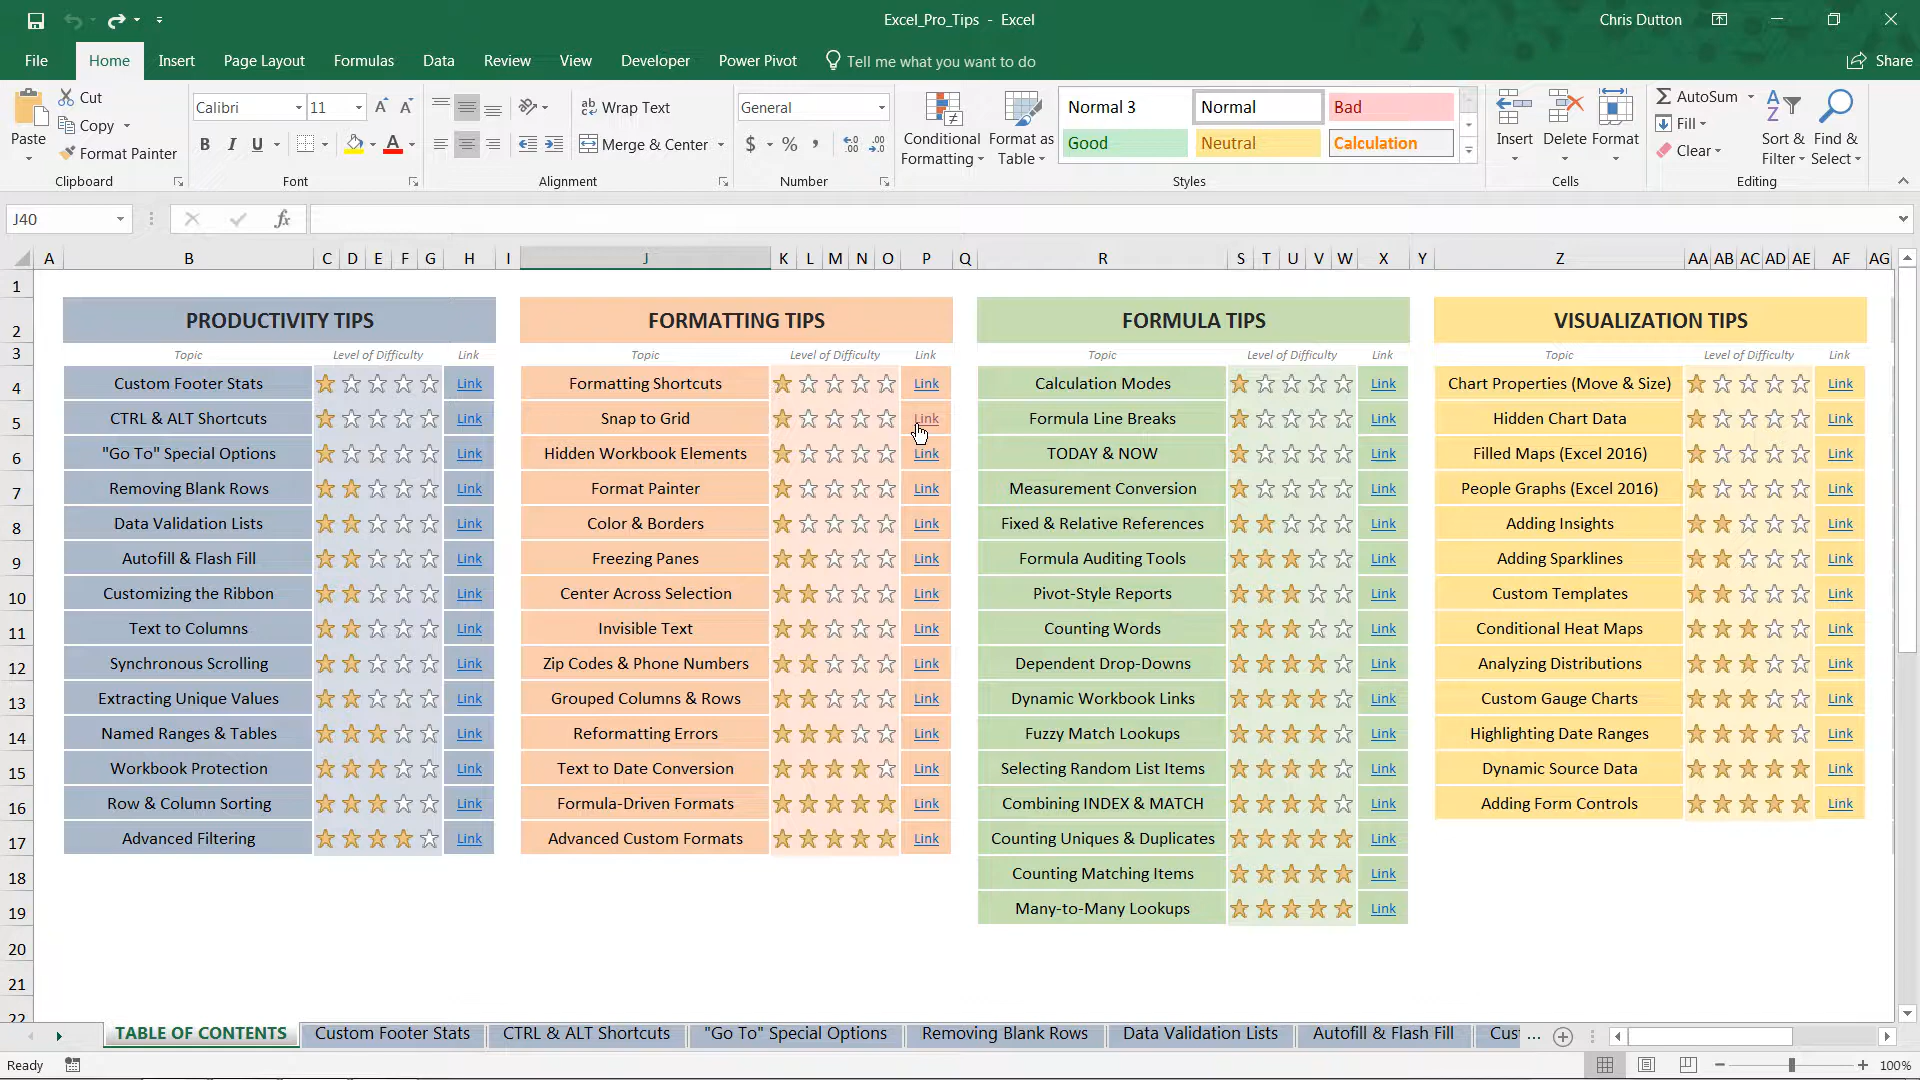 Excel_Pro_Tips - Excel
Chris Dutton
File Home Insert Page Layout Formulas Data Review View Developer Power Pivot Tell me what you want to do Share
Paste
Cut
Copy
Format Painter
Clipboard
Calibri 11
B I U
Font
Wrap Text
Merge & Center
Alignment
General
$ % ,
Number
Conditional Formatting
Format as Table
Normal 3 Normal Bad
Good Neutral Calculation
Styles
Insert Delete Format
Cells
AutoSum
Fill
Clear
Sort & Filter
Find & Select
Editing
J40 fx
A B C D E F G H I J K L M N O P Q R S T U V W X Y Z AA AB AC AD AE AF AG
1
2 PRODUCTIVITY TIPS FORMATTING TIPS FORMULA TIPS VISUALIZATION TIPS
3 Topic Level of Difficulty Link Topic Level of Difficulty Link Topic Level of Difficulty Link Topic Level of Difficulty Link
4 Custom Footer Stats Link Formatting Shortcuts Link Calculation Modes Link Chart Properties (Move & Size) Link
5 CTRL & ALT Shortcuts Link Snap to Grid Link Formula Line Breaks Link Hidden Chart Data Link
6 "Go To" Special Options Link Hidden Workbook Elements Link TODAY & NOW Link Filled Maps (Excel 2016) Link
7 Removing Blank Rows Link Format Painter Link Measurement Conversion Link People Graphs (Excel 2016) Link
8 Data Validation Lists Link Color & Borders Link Fixed & Relative References Link Adding Insights Link
9 Autofill & Flash Fill Link Freezing Panes Link Formula Auditing Tools Link Adding Sparklines Link
10 Customizing the Ribbon Link Center Across Selection Link Pivot-Style Reports Link Custom Templates Link
11 Text to Columns Link Invisible Text Link Counting Words Link Conditional Heat Maps Link
12 Synchronous Scrolling Link Zip Codes & Phone Numbers Link Dependent Drop-Downs Link Analyzing Distributions Link
13 Extracting Unique Values Link Grouped Columns & Rows Link Dynamic Workbook Links Link Custom Gauge Charts Link
14 Named Ranges & Tables Link Reformatting Errors Link Fuzzy Match Lookups Link Highlighting Date Ranges Link
15 Workbook Protection Link Text to Date Conversion Link Selecting Random List Items Link Dynamic Source Data Link
16 Row & Column Sorting Link Formula-Driven Formats Link Combining INDEX & MATCH Link Adding Form Controls Link
17 Advanced Filtering Link Advanced Custom Formats Link Counting Uniques & Duplicates Link
18 Counting Matching Items Link
19 Many-to-Many Lookups Link
20
21
22
TABLE OF CONTENTS Custom Footer Stats CTRL & ALT Shortcuts "Go To" Special Options Removing Blank Rows Data Validation Lists Autofill & Flash Fill Cus ...
Ready 100%